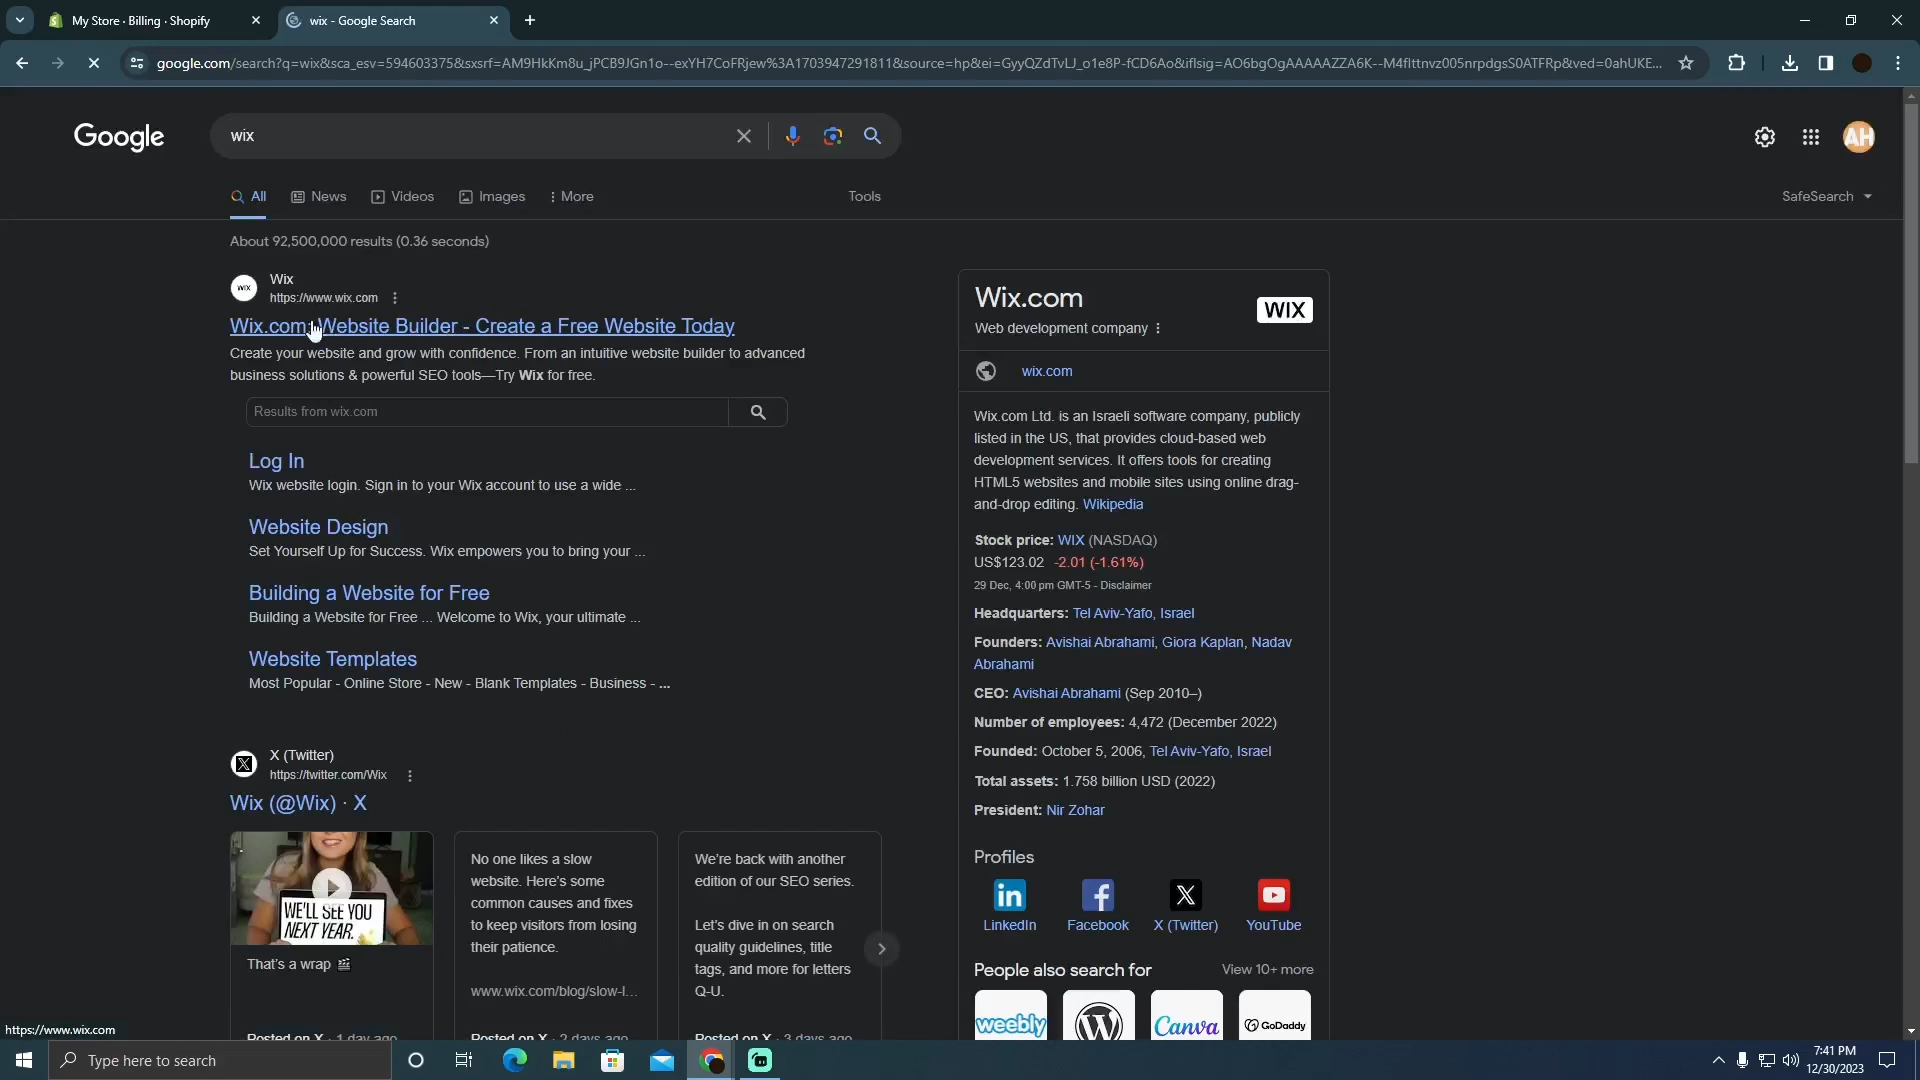 My Store · Billing · Shopify
wix - Google Search
google.com/search?q=wix&sca_esv=594603375&sxsrf=AM9HkKm8u_jPCB9JGn1o--exYH7CoFRjew%3A1703947291811&source=hp&ei=GyyQZdTvLJ_o1e8P-fCD6Ao&iflsig=AO6bgOgAAAAAZZA6K--M4fIttnvz005nrpdgsS0ATFRp&ved=0ahUKE...
Google
wix
AH
All
News
Videos
Images
More
Tools
SafeSearch
About 92,500,000 results (0.36 seconds)
WIX
Wix
https://www.wix.com
Wix.com: Website Builder - Create a Free Website Today
Create your website and grow with confidence. From an intuitive website builder to advanced
business solutions & powerful SEO tools—Try Wix for free.
Results from wix.com
Log In
Wix website login. Sign in to your Wix account to use a wide ...
Website Design
Set Yourself Up for Success. Wix empowers you to bring your ...
Building a Website for Free
Building a Website for Free ... Welcome to Wix, your ultimate ...
Website Templates
Most Popular - Online Store - New - Blank Templates - Business - ...
X (Twitter)
https://twitter.com/Wix
Wix (@Wix) · X
WE'LL SEE YOU
NEXT YEAR.
That's a wrap
Posted on X · 1 day ago
No one likes a slow
website. Here's some
common causes and fixes
to keep visitors from losing
their patience.
www.wix.com/blog/slow-l...
Posted on X · 2 days ago
We're back with another
edition of our SEO series.
Let's dive in on search
quality guidelines, title
tags, and more for letters
Q-U.
Posted on X · 3 days ago
Wix.com
WIX
Web development company
wix.com
Wix.com Ltd. is an Israeli software company, publicly
listed in the US, that provides cloud-based web
development services. It offers tools for creating
HTML5 websites and mobile sites using online drag-
and-drop editing. Wikipedia
Stock price: WIX (NASDAQ)
US$123.02 -2.01 (-1.61%)
29 Dec, 4:00 pm GMT-5 - Disclaimer
Headquarters: Tel Aviv-Yafo, Israel
Founders: Avishai Abrahami, Giora Kaplan, Nadav
Abrahami
CEO: Avishai Abrahami (Sep 2010–)
Number of employees: 4,472 (December 2022)
Founded: October 5, 2006, Tel Aviv-Yafo, Israel
Total assets: 1.758 billion USD (2022)
President: Nir Zohar
Profiles
LinkedIn
Facebook
X (Twitter)
YouTube
People also search for
View 10+ more
weebly
Canva
GoDaddy
https://www.wix.com
Type here to search
7:41 PM
12/30/2023